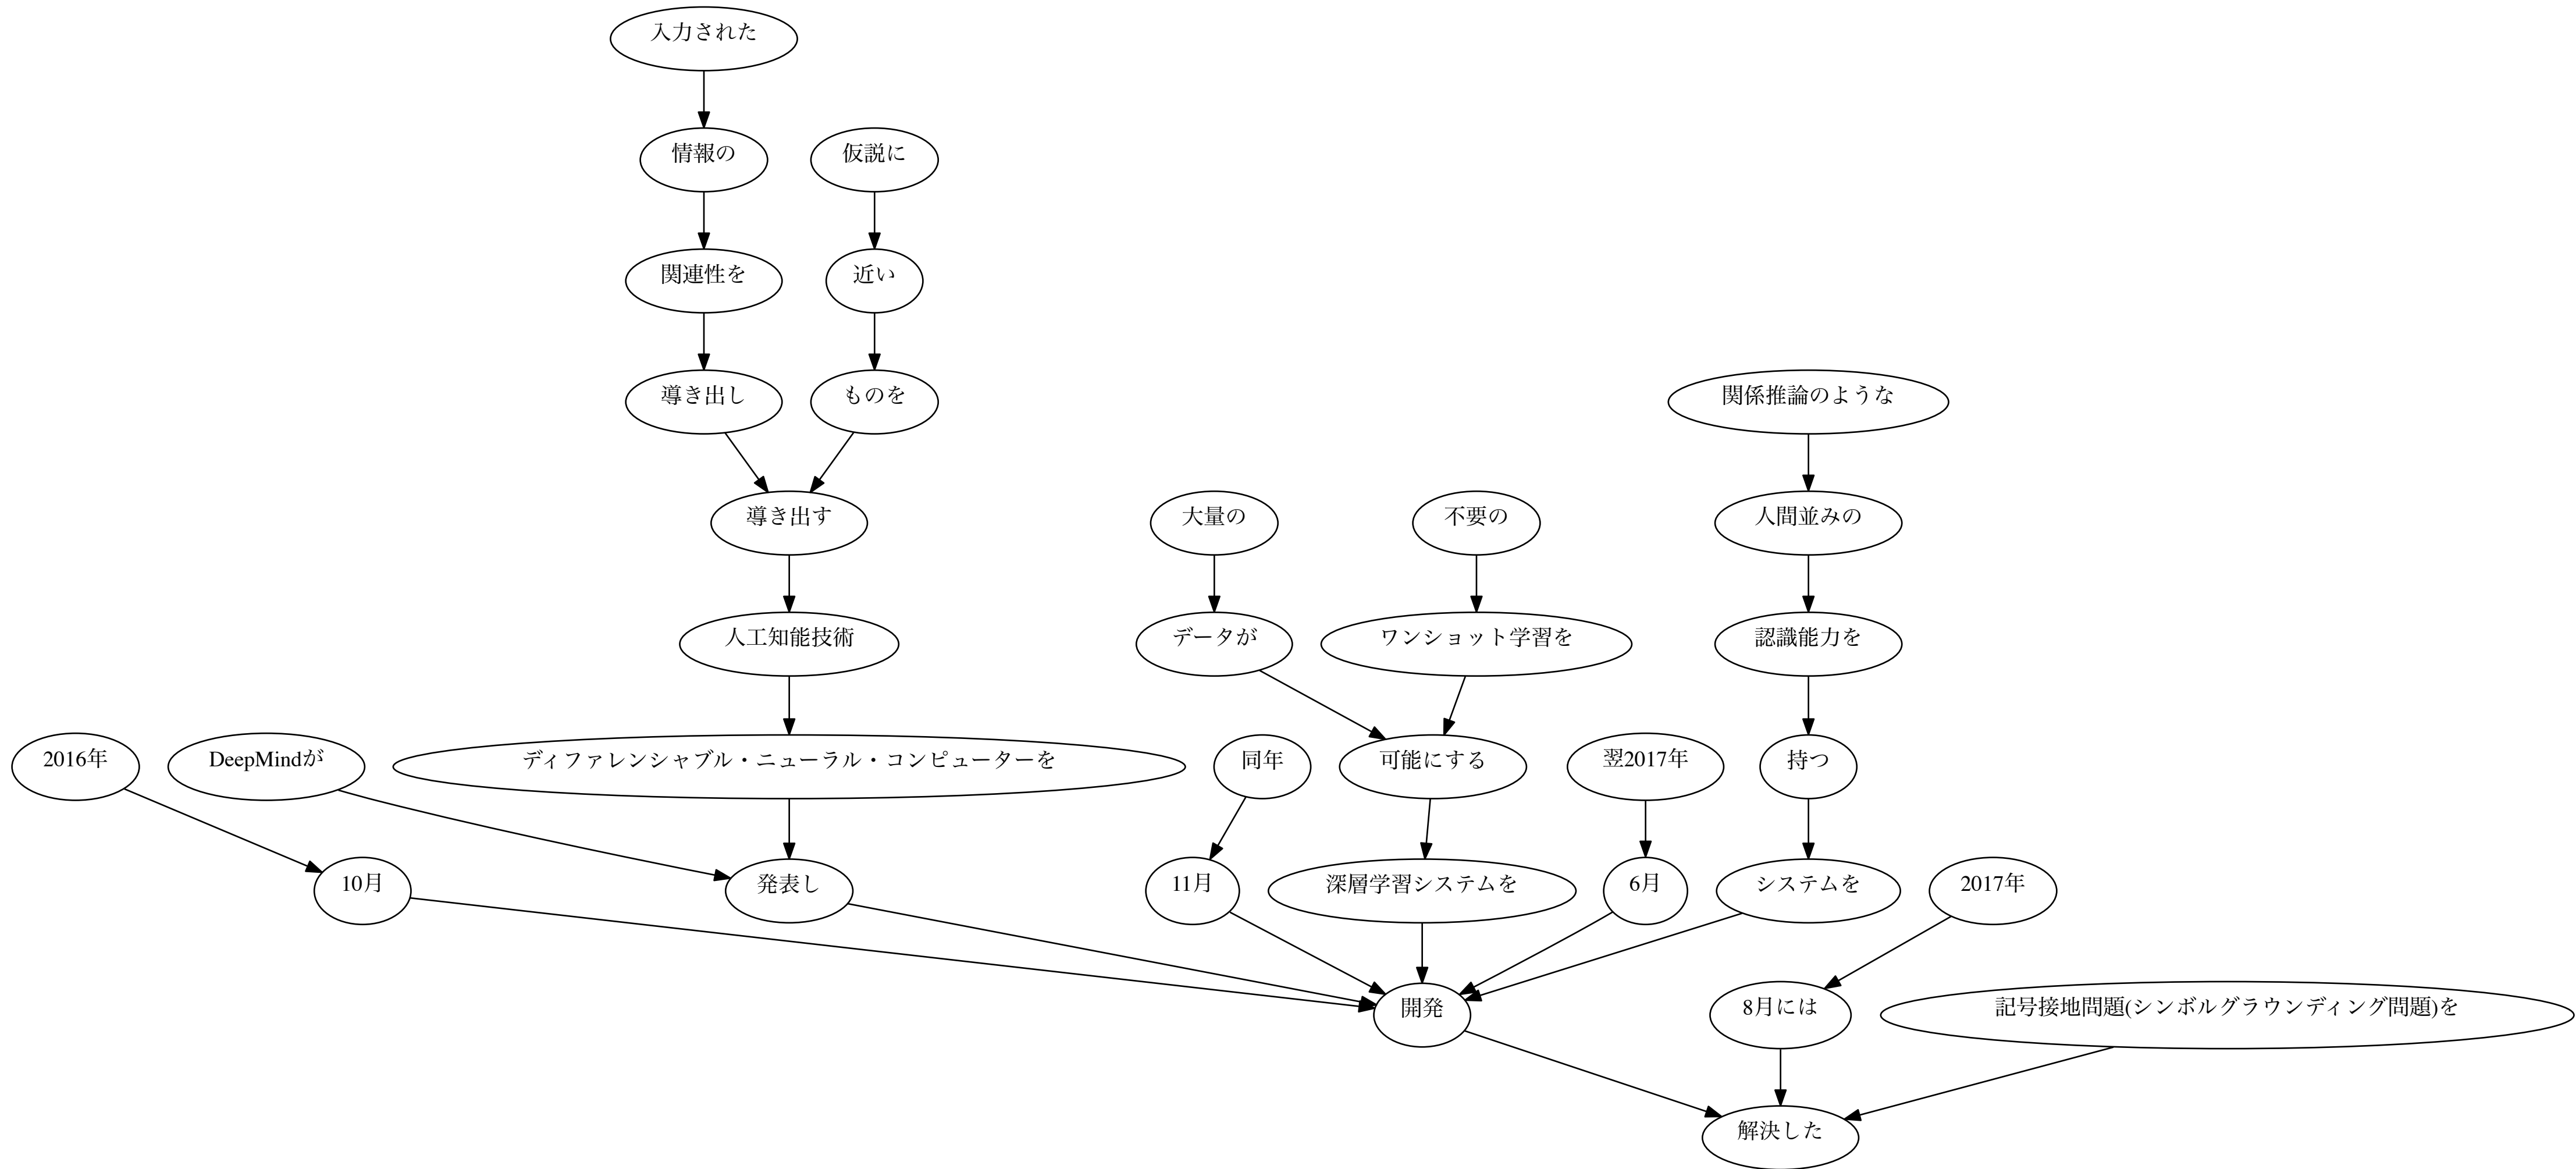 入力された
情報の
仮説に
関連性を
近い
導き出し
ものを
関係推論のような
導き出す
大量の
不要の
人間並みの
人工知能技術
データが
ワンショット学習を
認識能力を
2016年
DeepMindが
ディファレンシャブル・ニューラル・コンピューターを
同年
可能にする
翌2017年
持つ
10月
発表し
11月
深層学習システムを
6月
システムを
2017年
開発
8月には
記号接地問題(シンボルグラウンディング問題)を
解決した